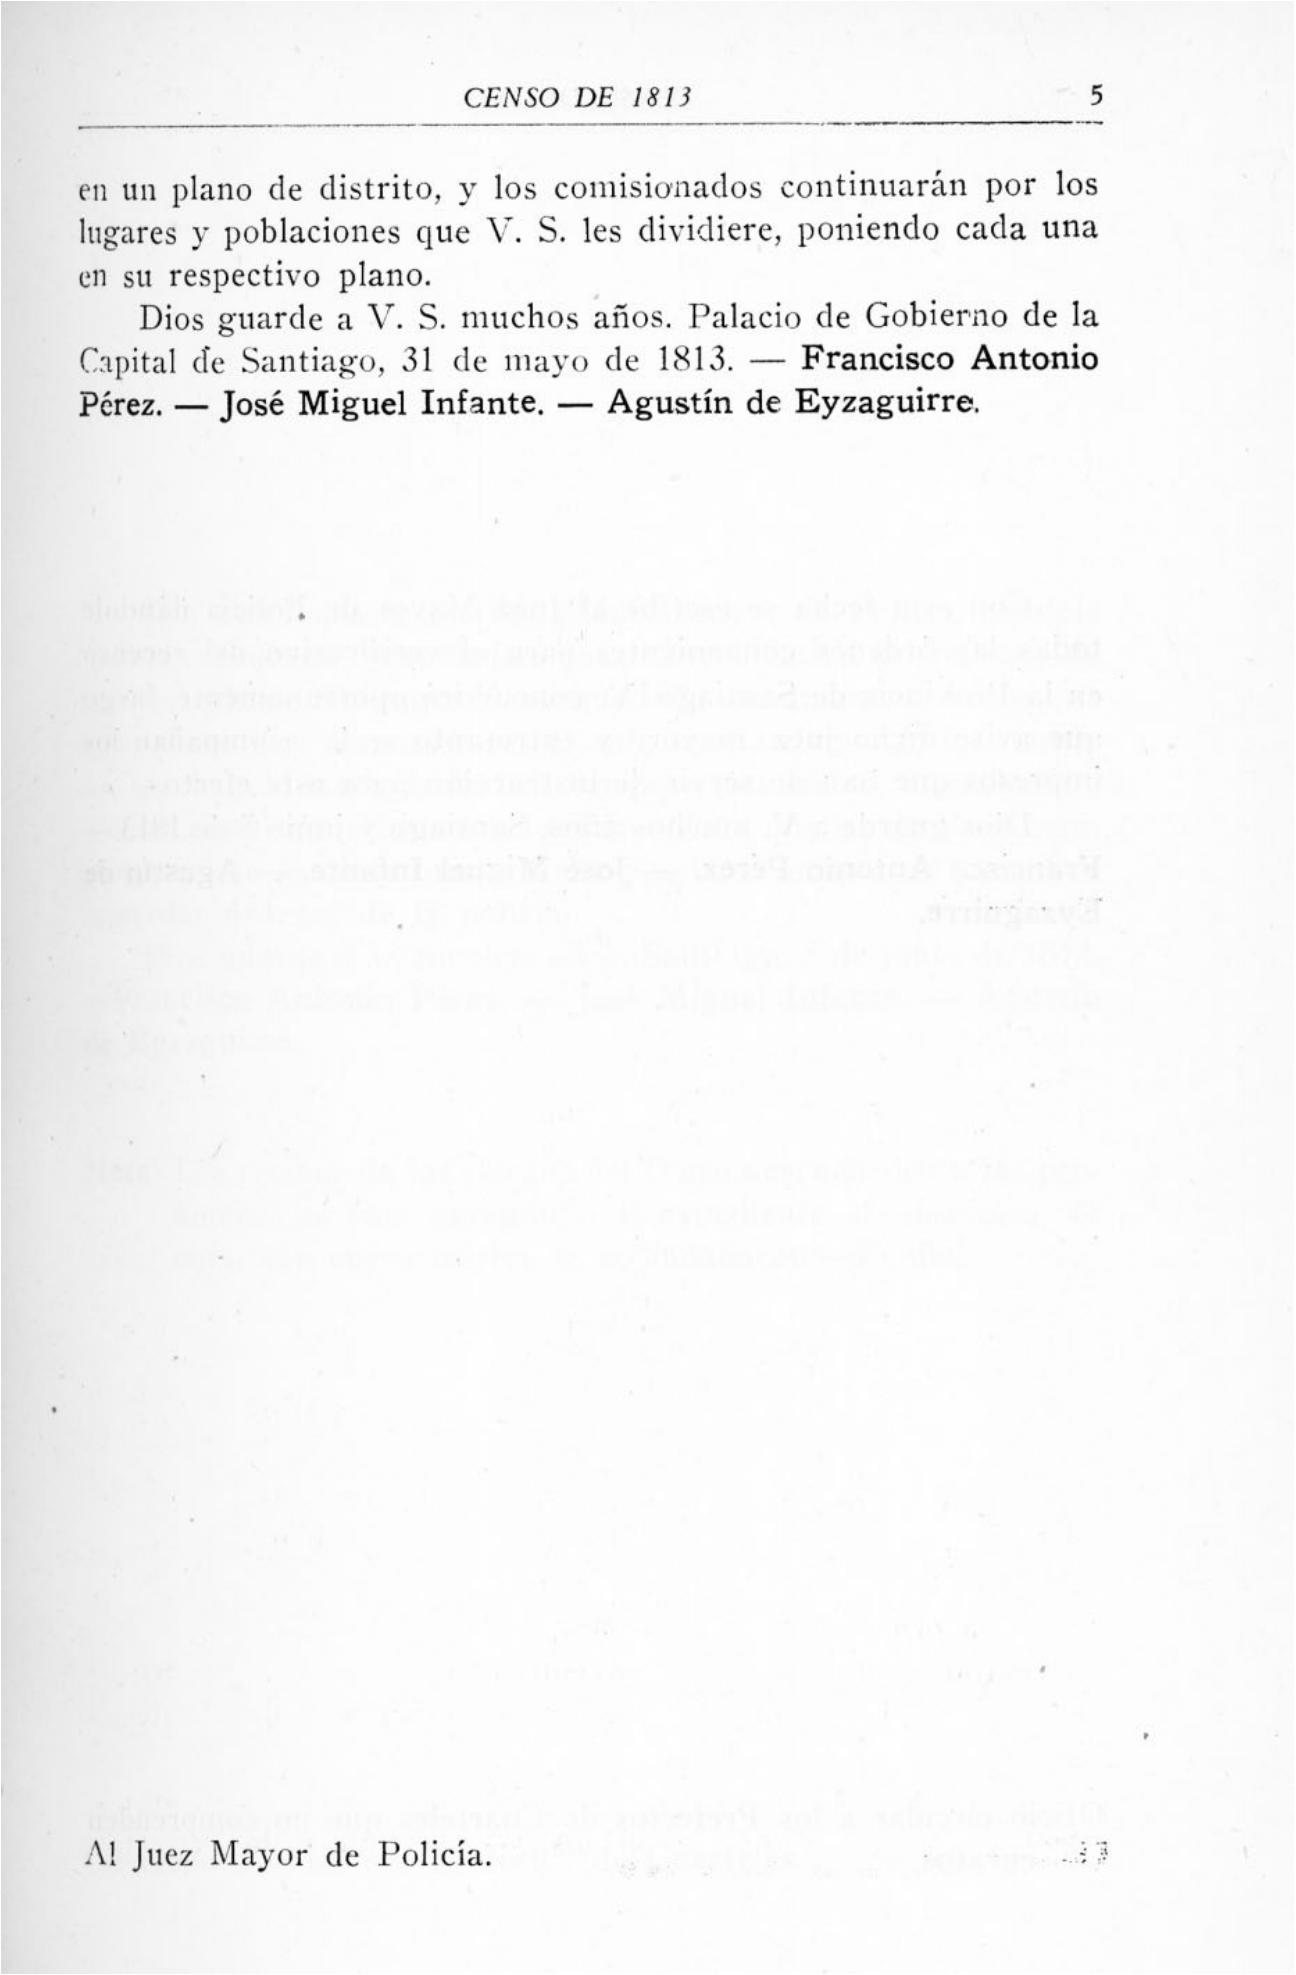 CENSO DE 1813 5
en un plano de distrito, y los comisionados continuarán por los
lugares y poblaciones que V. S. les dividiere, poniendo cada una
en su respectivo plano.
Dios guarde a V. S. muchos años. Palacio de Gobierno de la
Capital de Santiago, 31 de mayo de 1813. — Francisco Antonio
Pérez. — José Miguel Infante. — Agustín de Eyzaguirre.
Al Juez Mayor de Policía.